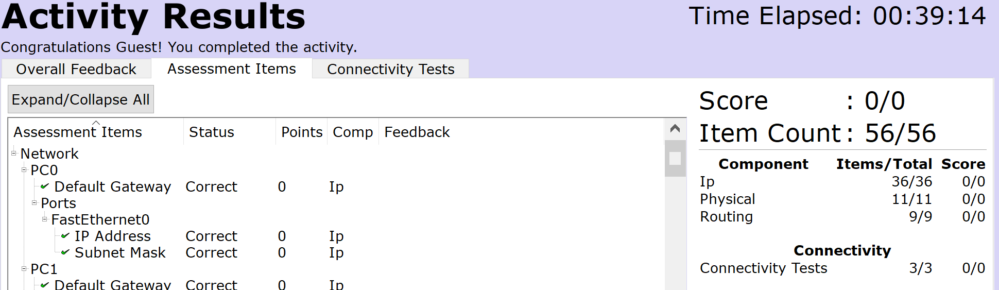 Activity Results
Time Elapsed: 00:39:14
Congratulations Guest! You completed the activity.
Overall Feedback Assessment Items Connectivity Tests
Expand/Collapse All
Assessment Items Status Points Comp Feedback
Network
PC0
Default Gateway Correct 0 Ip
Ports
FastEthernet0
IP Address Correct 0 Ip
Subnet Mask Correct 0 Ip
PC1
Default Gateway Correct 0 Ip
Score : 0/0
Item Count : 56/56
Component Items/Total Score
Ip 36/36 0/0
Physical 11/11 0/0
Routing 9/9 0/0
Connectivity
Connectivity Tests 3/3 0/0